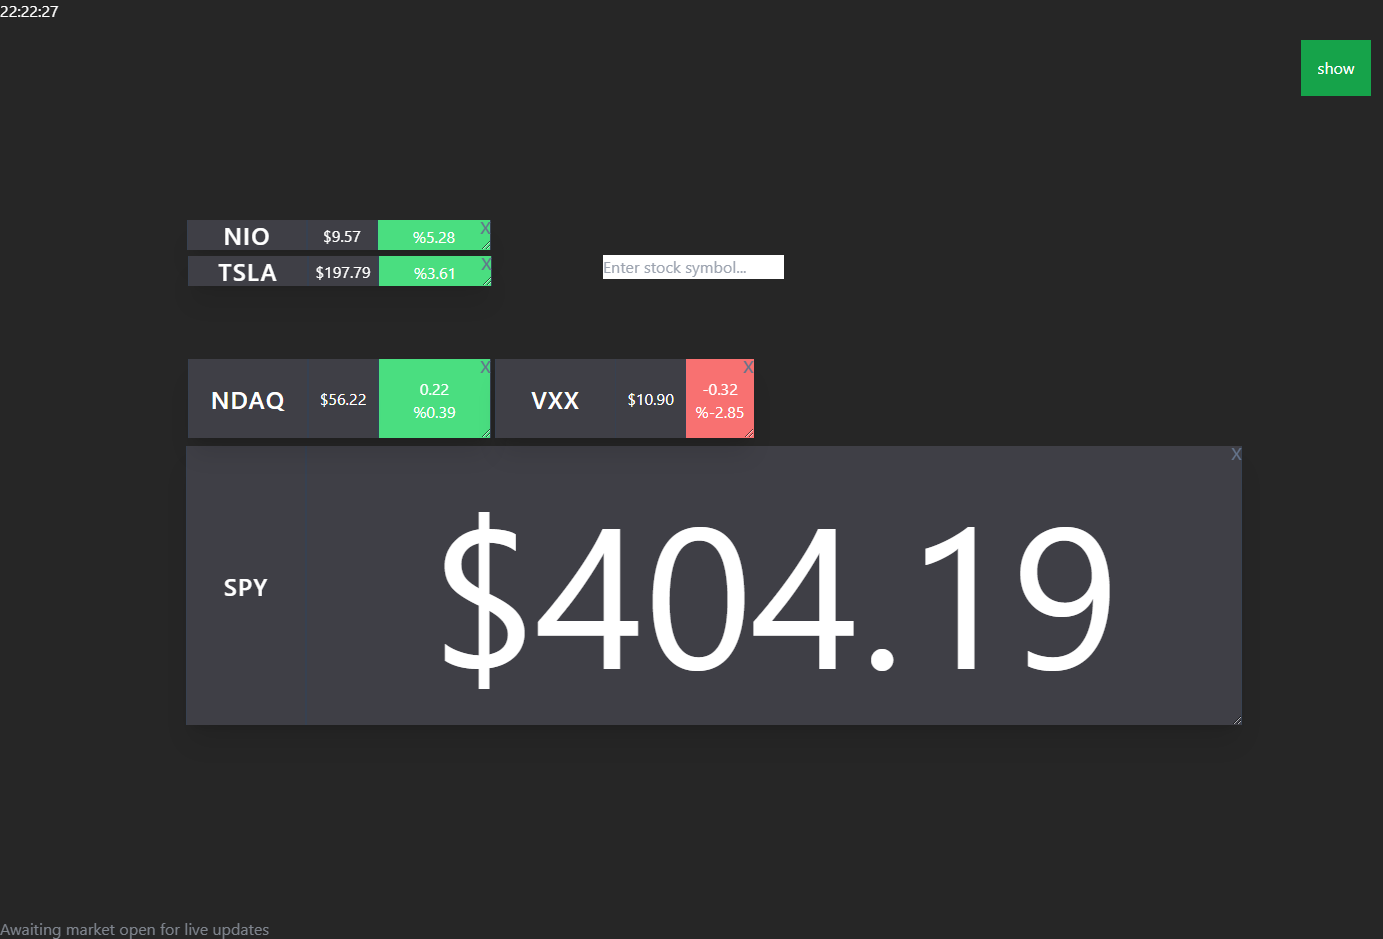 22:22:27
show
NIO $9.57 %5.28 X
TSLA $197.79 %3.61 X
Enter stock symbol...
NDAQ $56.22 0.22 %0.39 X
VXX $10.90 -0.32 %-2.85 X
SPY $404.19 X
Awaiting market open for live updates